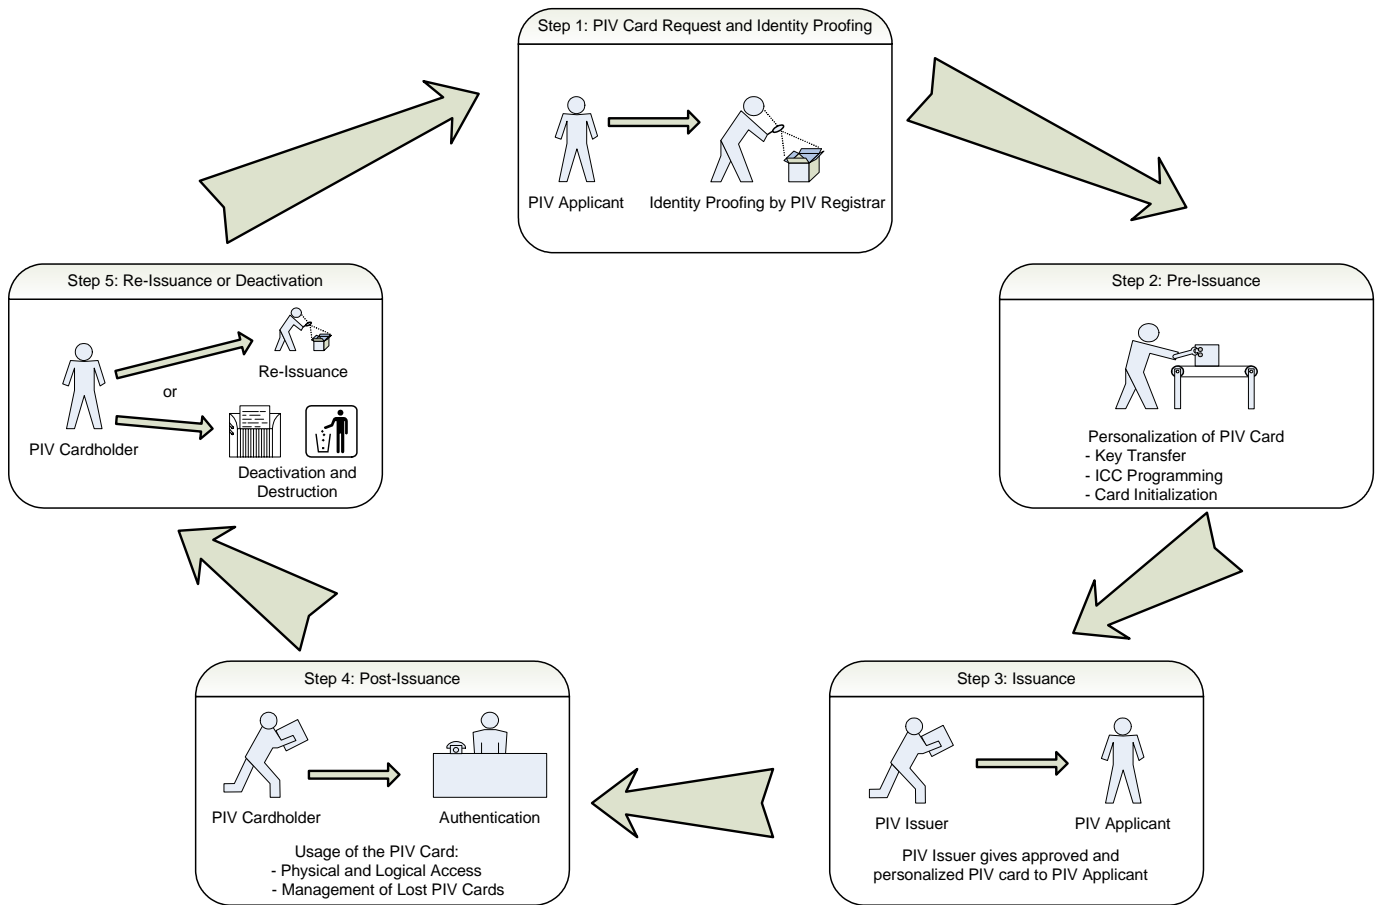 Step 1: PIV Card Request and Identity Proofing
PIV Applicant
Identity Proofing by PIV Registrar
Step 2: Pre-Issuance
Personalization of PIV Card
- Key Transfer
- ICC Programming
- Card Initialization
Step 3: Issuance
PIV Issuer
PIV Applicant
PIV Issuer gives approved and
personalized PIV card to PIV Applicant
Step 4: Post-Issuance
PIV Cardholder
Authentication
Usage of the PIV Card:
- Physical and Logical Access
- Management of Lost PIV Cards
Step 5: Re-Issuance or Deactivation
Re-Issuance
or
PIV Cardholder
Deactivation and
Destruction